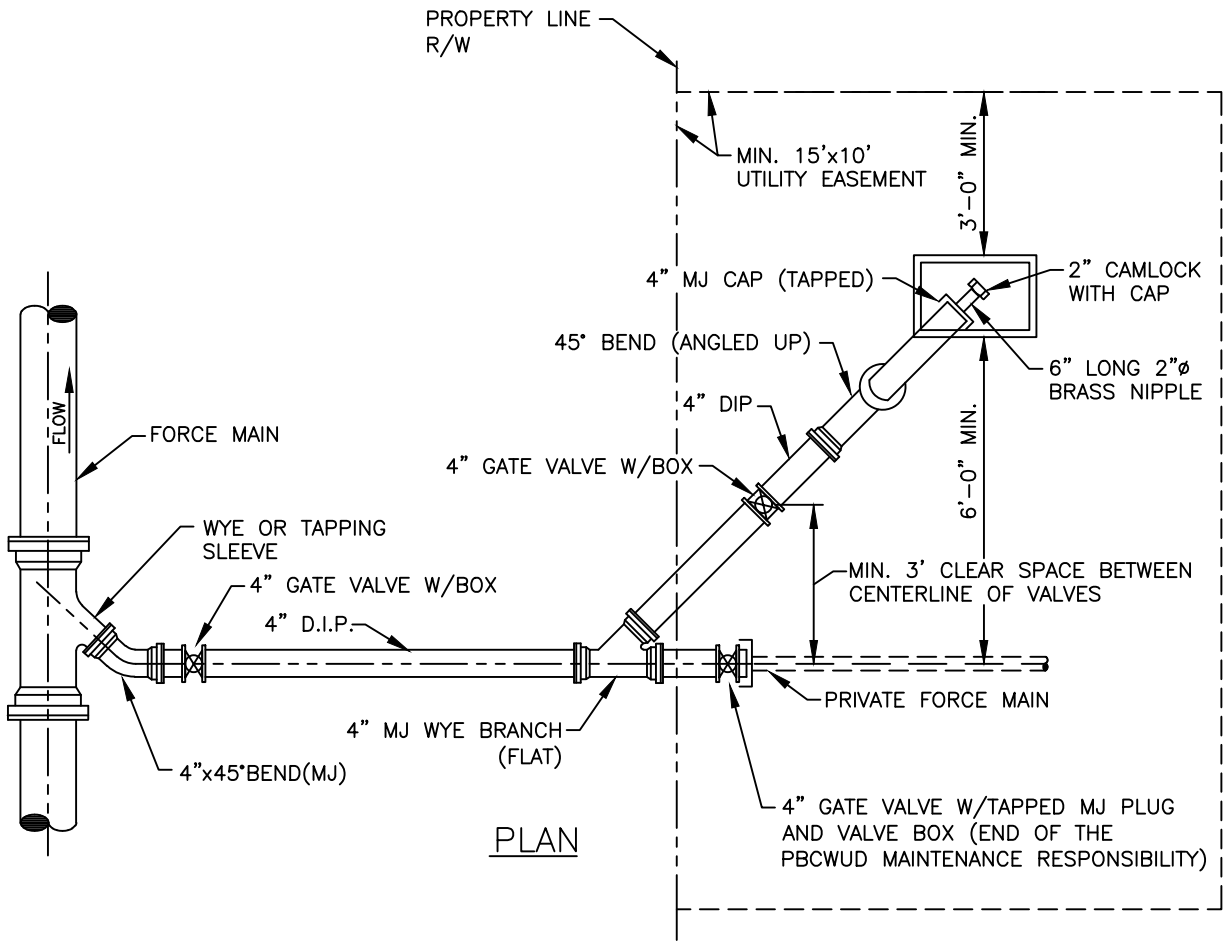 PROPERTY LINE
R/W
MIN. 15'x10'
UTILITY EASEMENT
3'-0" MIN.
4" MJ CAP (TAPPED)
2" CAMLOCK
WITH CAP
45° BEND (ANGLED UP)
6" LONG 2"ø
BRASS NIPPLE
4" DIP
FLOW
FORCE MAIN
4" GATE VALVE W/BOX
6'-0" MIN.
WYE OR TAPPING
SLEEVE
MIN. 3' CLEAR SPACE BETWEEN
CENTERLINE OF VALVES
4" GATE VALVE W/BOX
4" D.I.P.
PRIVATE FORCE MAIN
4" MJ WYE BRANCH
(FLAT)
4"x45°BEND(MJ)
4" GATE VALVE W/TAPPED MJ PLUG
AND VALVE BOX (END OF THE
PBCWUD MAINTENANCE RESPONSIBILITY)
PLAN